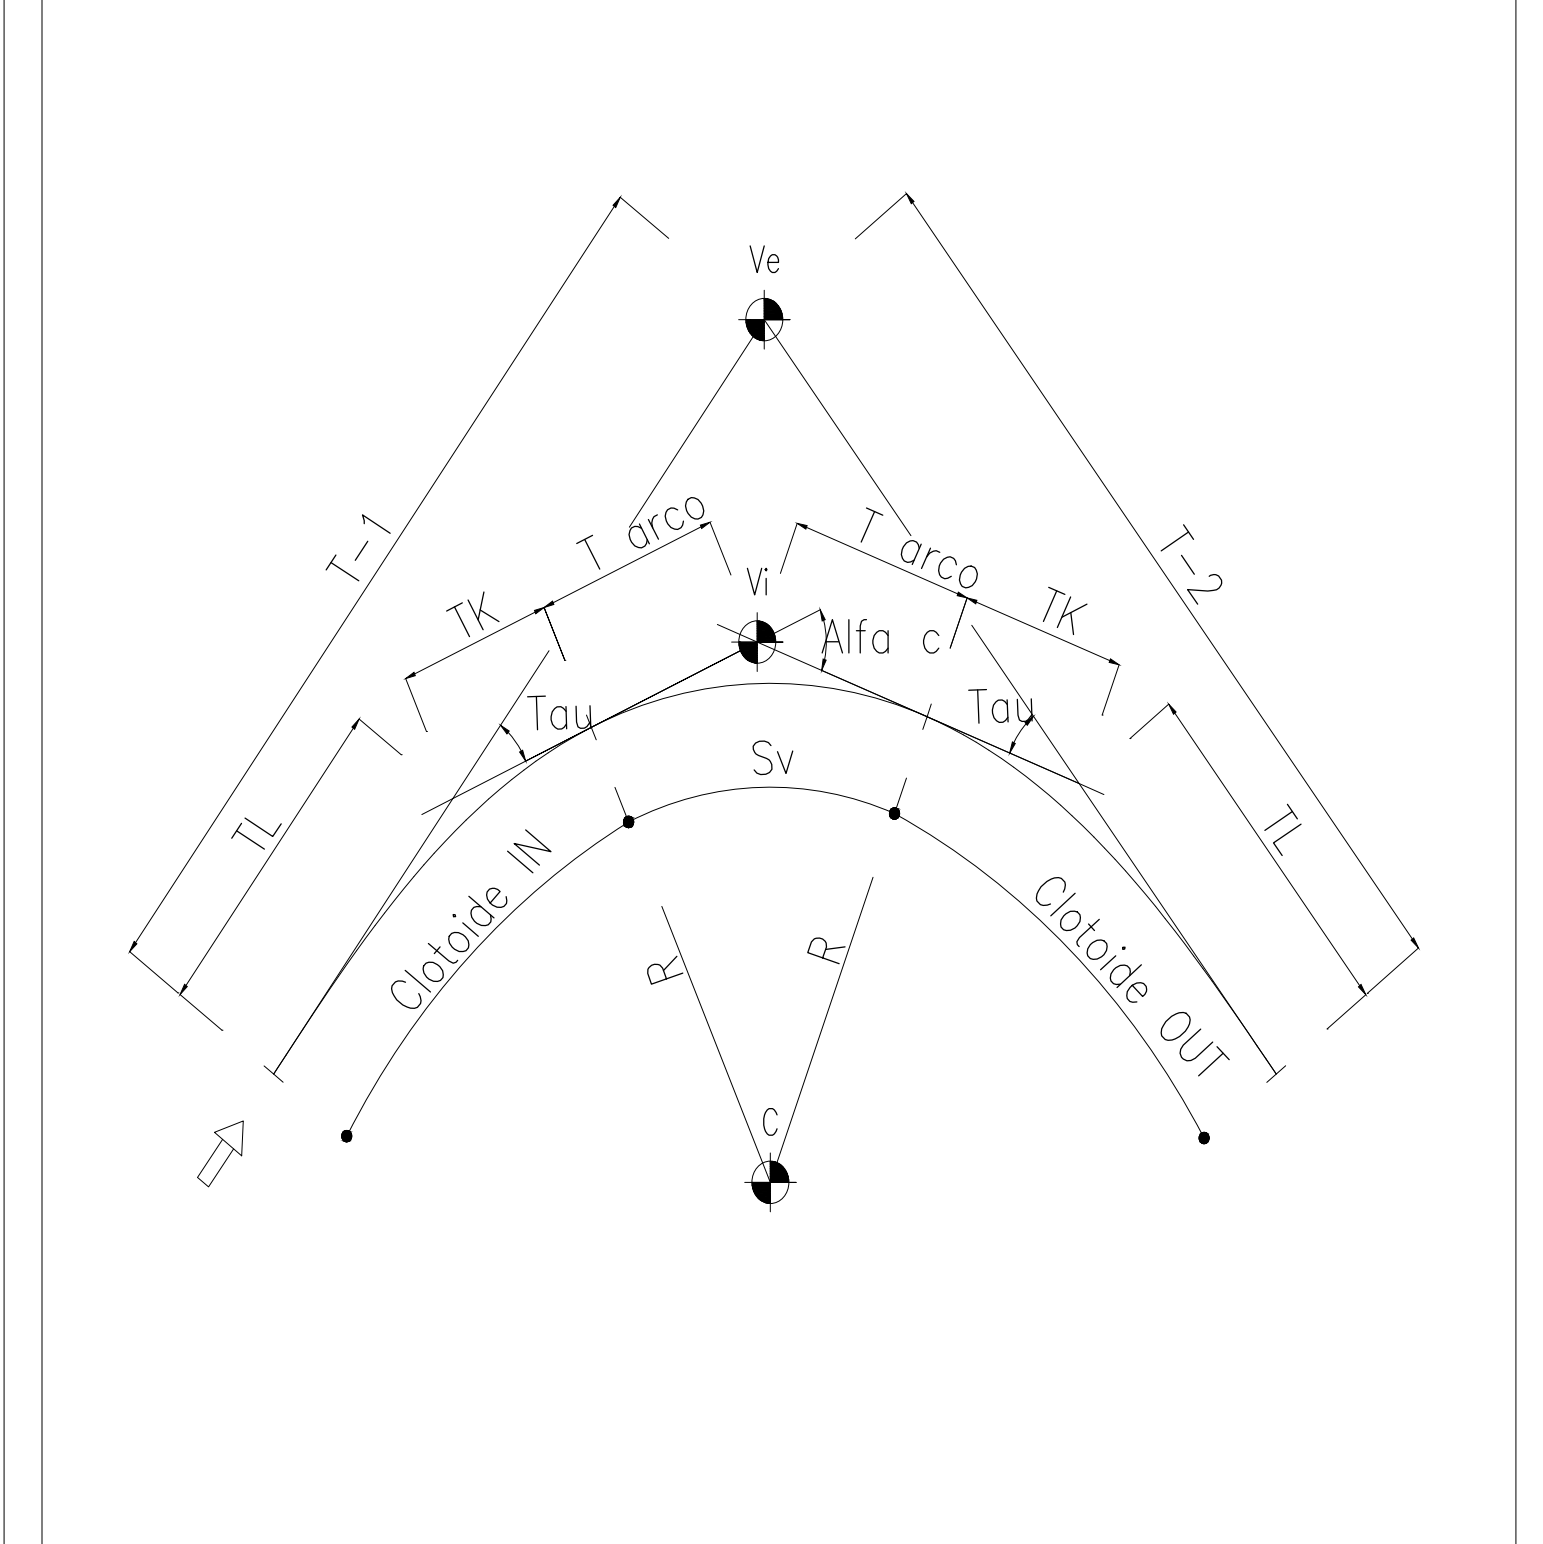 Ve
T-1
T arco
T arco
T-2
Vi
TK
TK
Alfa c
Tau
Tau
Sv
TL
TL
Clotoide IN
Clotoide OUT
R
R
C